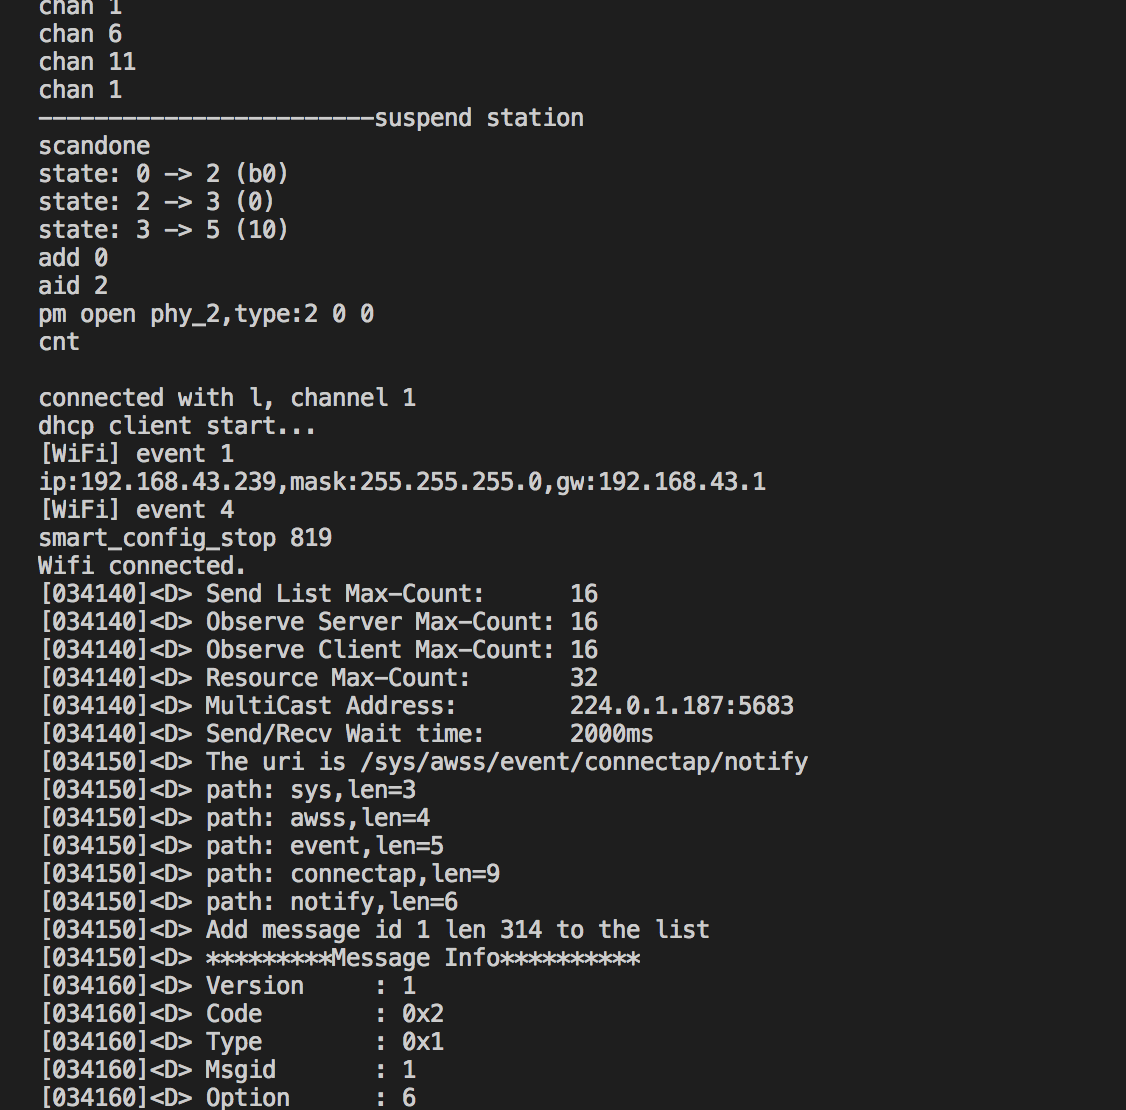 chan 1
chan 6
chan 11
chan 1
------------------------suspend station
scandone
state: 0 -> 2 (b0)
state: 2 -> 3 (0)
state: 3 -> 5 (10)
add 0
aid 2
pm open phy_2,type:2 0 0
cnt

connected with l, channel 1
dhcp client start...
[WiFi] event 1
ip:192.168.43.239,mask:255.255.255.0,gw:192.168.43.1
[WiFi] event 4
smart_config_stop 819
Wifi connected.
[034140]<D> Send List Max-Count:      16
[034140]<D> Observe Server Max-Count: 16
[034140]<D> Observe Client Max-Count: 16
[034140]<D> Resource Max-Count:       32
[034140]<D> MultiCast Address:        224.0.1.187:5683
[034140]<D> Send/Recv Wait time:      2000ms
[034150]<D> The uri is /sys/awss/event/connectap/notify
[034150]<D> path: sys,len=3
[034150]<D> path: awss,len=4
[034150]<D> path: event,len=5
[034150]<D> path: connectap,len=9
[034150]<D> path: notify,len=6
[034150]<D> Add message id 1 len 314 to the list
[034150]<D> *********Message Info**********
[034160]<D> Version     : 1
[034160]<D> Code        : 0x2
[034160]<D> Type        : 0x1
[034160]<D> Msgid       : 1
[034160]<D> Option      : 6